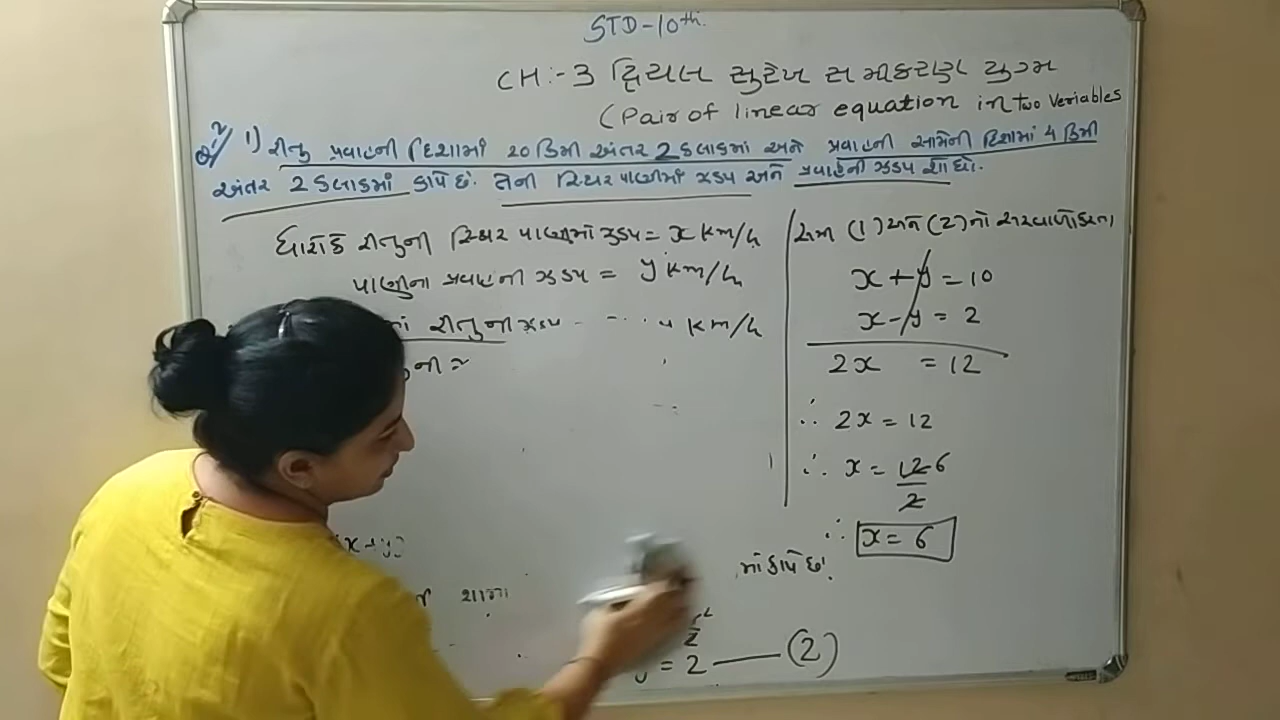 STD-10th.
CH:-3 દ્વિચલ સુરેખ સમીકરણ યુગ્મ
(Pair of linear equation in two Veriables
1) રીતુ પ્રવાહની દિશામાં 20 કિમી અંતર 2 કલાકમાં અને પ્રવાહની સામેની દિશામાં 4 કિમી
અંતર 2 કલાકમાં કાપે છે. તેની સ્થિર પાણીમાં ઝડપ અને પ્રવાહની ઝડપ શોધો.
ધારોકે રીતુની સ્થિર પાણીમાં ઝડપ = x km/h
પાણીના પ્રવાહની ઝડપ = y km/h
રીતુની ઝડપ km/h
(x+y)
માં કાપે છે.
= 2 — (2)
સમી (1) અને (2) નો સરવાળો કરતા
x + y = 10
x - y = 2
2x = 12
∴ 2x = 12
∴ x = 12 6
2
∴ x = 6